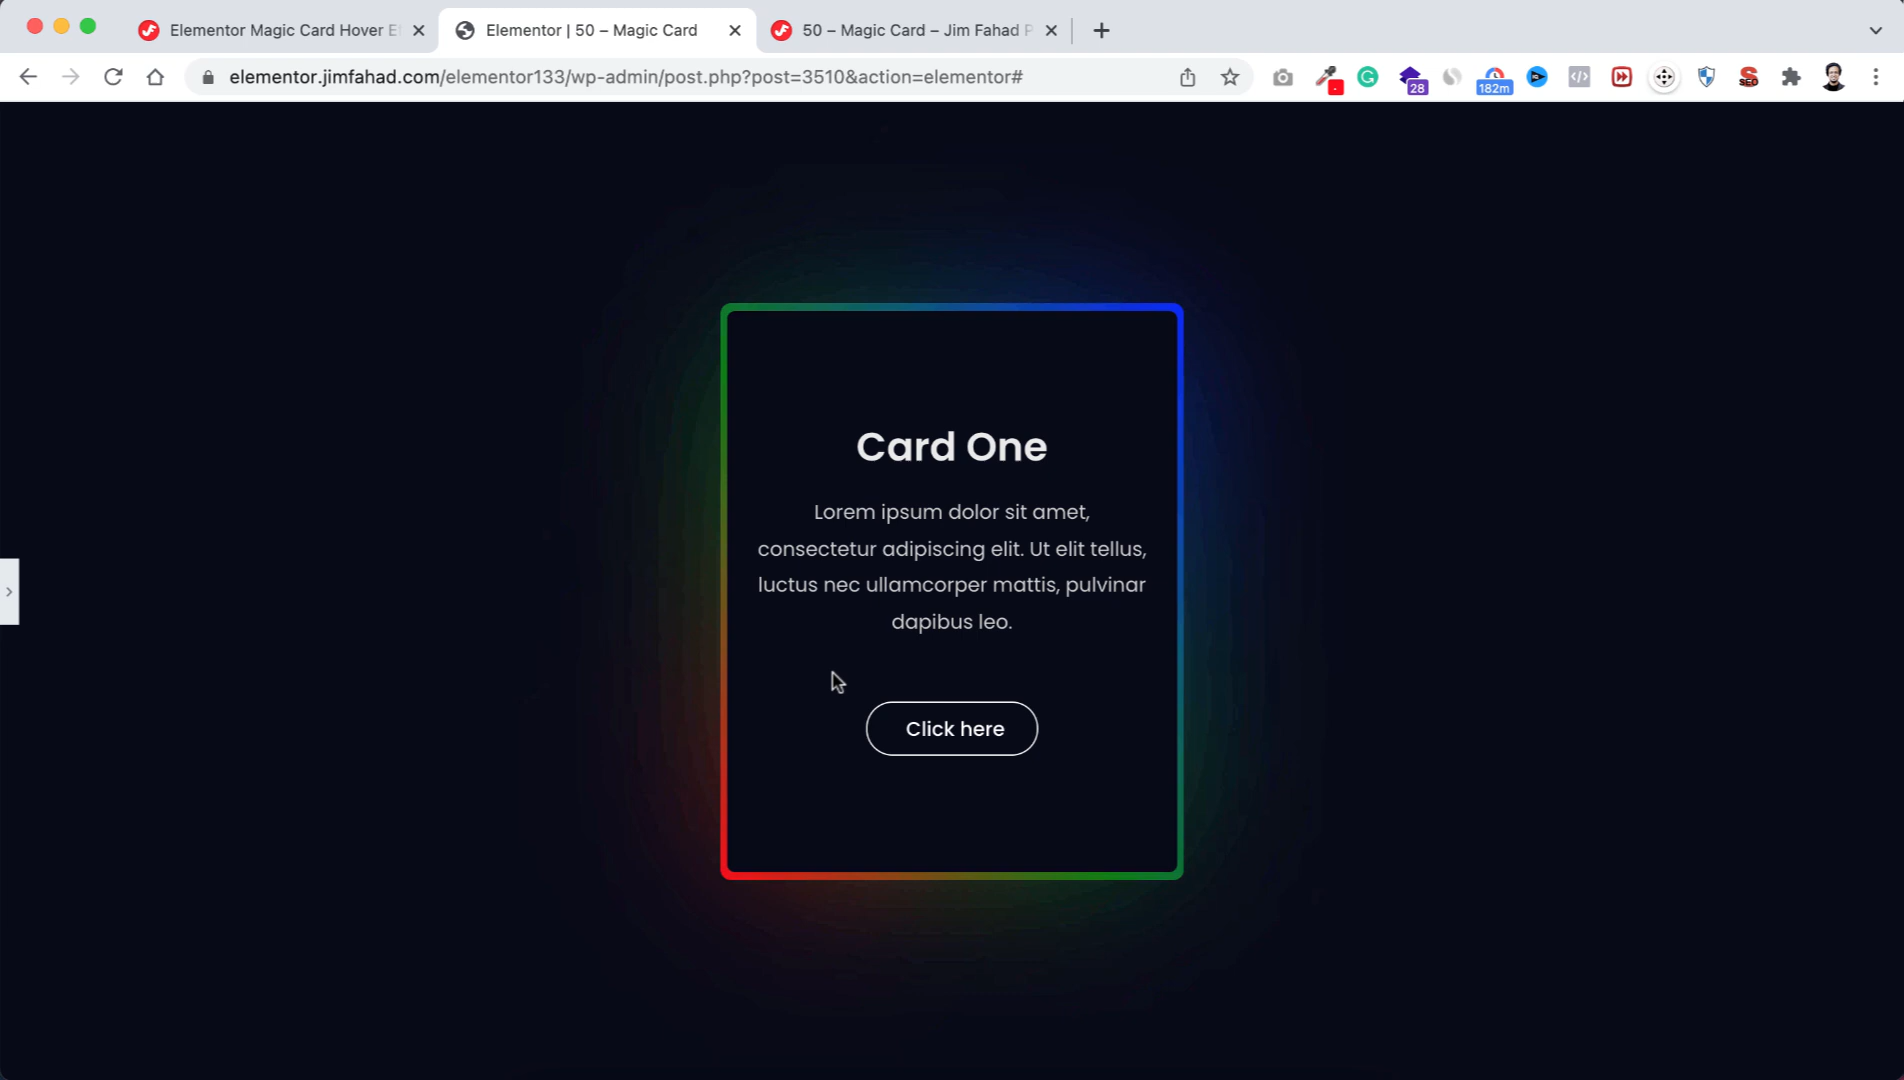 Elementor Magic Card Hover E
Elementor | 50 – Magic Card
50 – Magic Card – Jim Fahad P
elementor.jimfahad.com/elementor133/wp-admin/post.php?post=3510&action=elementor#
28
182m
SEO
Card One
Lorem ipsum dolor sit amet,
consectetur adipiscing elit. Ut elit tellus,
luctus nec ullamcorper mattis, pulvinar
dapibus leo.
Click here